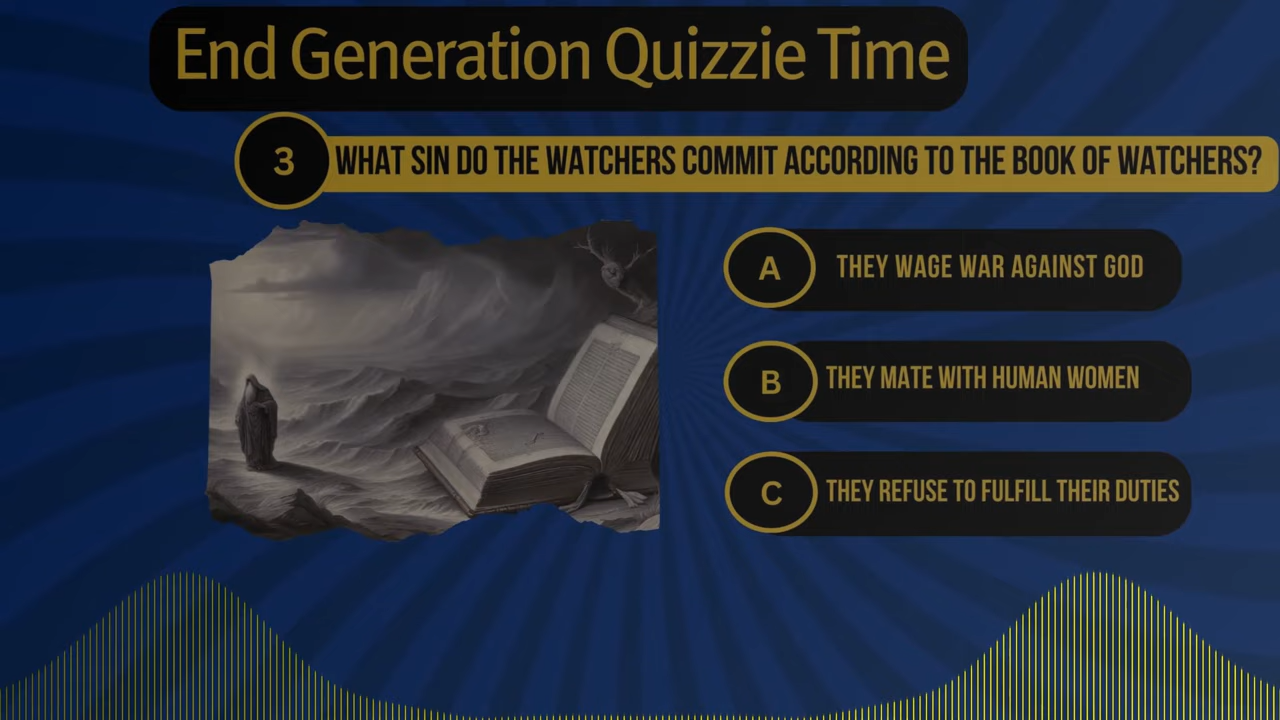 End Generation Quizzie Time
3
WHAT SIN DO THE WATCHERS COMMIT ACCORDING TO THE BOOK OF WATCHERS?
A
THEY WAGE WAR AGAINST GOD
B
THEY MATE WITH HUMAN WOMEN
C
THEY REFUSE TO FULFILL THEIR DUTIES